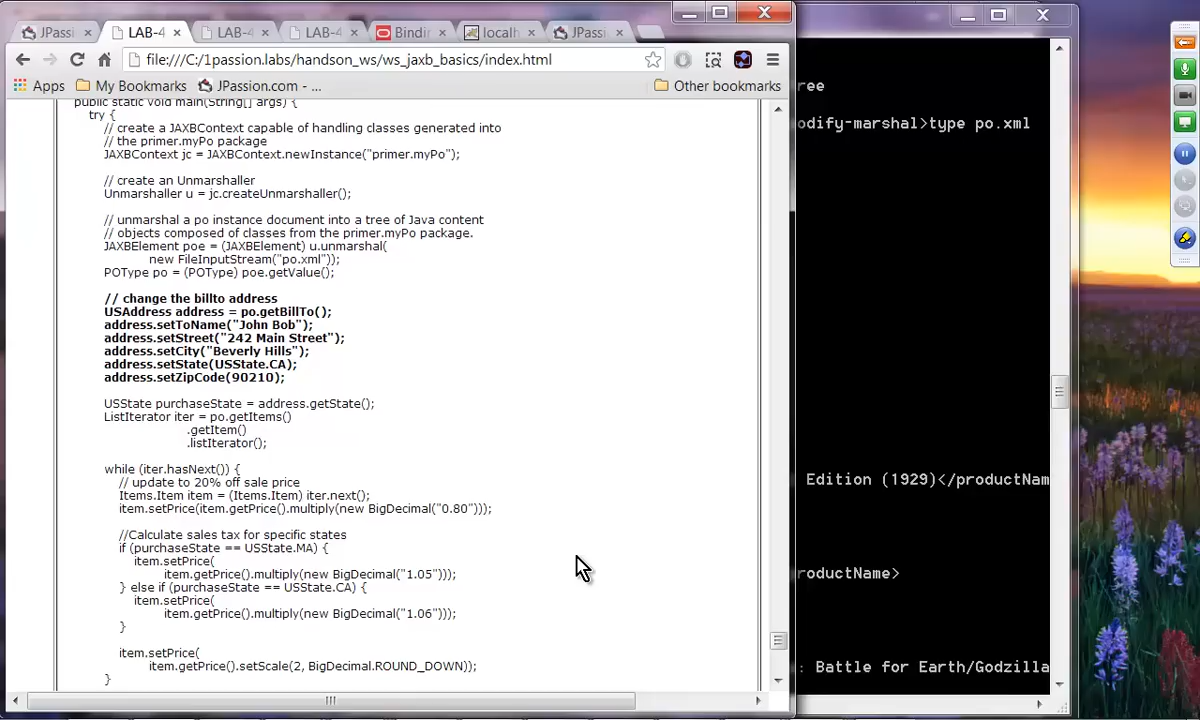 JPassi
LAB-4
LAB-4
LAB-4
Bindin
localh
JPassi
file:///C:/1passion.labs/handson_ws/ws_jaxb_basics/index.html
Apps
My Bookmarks
JPassion.com - ...
Other bookmarks
public static void main(String[] args) {
try {
// create a JAXBContext capable of handling classes generated into
// the primer.myPo package
JAXBContext jc = JAXBContext.newInstance("primer.myPo");
// create an Unmarshaller
Unmarshaller u = jc.createUnmarshaller();
// unmarshal a po instance document into a tree of Java content
// objects composed of classes from the primer.myPo package.
JAXBElement poe = (JAXBElement) u.unmarshal(
new FileInputStream("po.xml"));
POType po = (POType) poe.getValue();
// change the billto address
USAddress address = po.getBillTo();
address.setToName("John Bob");
address.setStreet("242 Main Street");
address.setCity("Beverly Hills");
address.setState(USState.CA);
address.setZipCode(90210);
USState purchaseState = address.getState();
ListIterator iter = po.getItems()
.getItem()
.listIterator();
while (iter.hasNext()) {
// update to 20% off sale price
Items.Item item = (Items.Item) iter.next();
item.setPrice(item.getPrice().multiply(new BigDecimal("0.80")));
//Calculate sales tax for specific states
if (purchaseState == USState.MA) {
item.setPrice(
item.getPrice().multiply(new BigDecimal("1.05")));
} else if (purchaseState == USState.CA) {
item.setPrice(
item.getPrice().multiply(new BigDecimal("1.06")));
}
item.setPrice(
item.getPrice().setScale(2, BigDecimal.ROUND_DOWN));
}
ree
odify-marshal>type po.xml
Edition (1929)</productNam
roductName>
: Battle for Earth/Godzilla